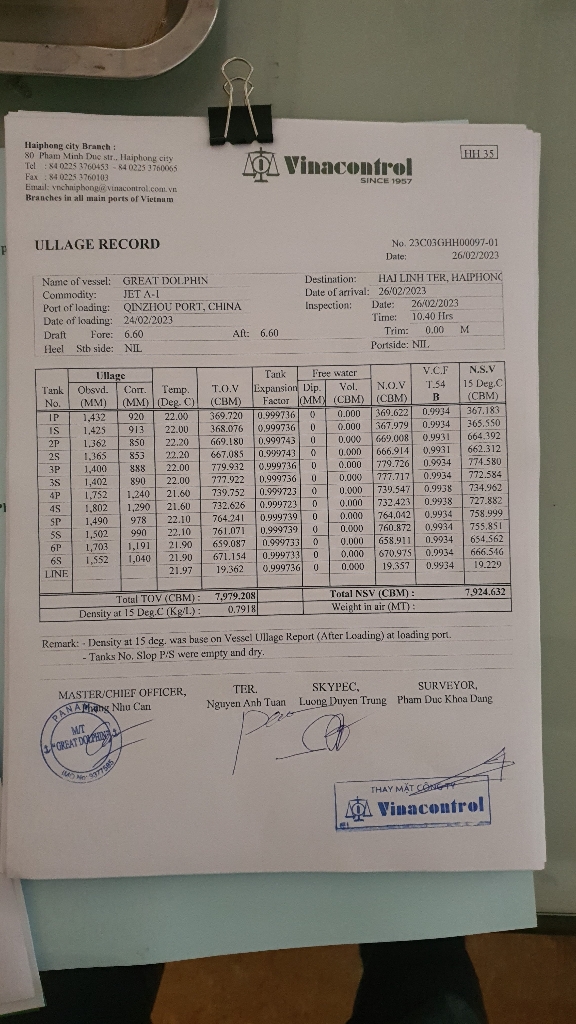 Haiphong city Branch :
80 Pham Minh Duc str., Haiphong city
Tel : 84 0225 3760453 - 84 0225 3760065
Fax : 84 0225 3760103
Email: vnchaiphong@vinacontrol.com.vn
Branches in all main ports of Vietnam
Vinacontrol
SINCE 1957
HH 35
ULLAGE RECORD
No. 23C03GHH00097-01
Date: 26/02/2023
Name of vessel: GREAT DOLPHIN Destination: HAI LINH TER, HAIPHONG
Commodity: JET A-1 Date of arrival: 26/02/2023
Port of loading: QINZHOU PORT, CHINA Inspection: Date: 26/02/2023
Date of loading: 24/02/2023 Time: 10.40 Hrs
Draft Fore: 6.60 Aft: 6.60 Trim: 0.00 M
Heel Stb side: NIL Portside: NIL
Ullage Tank Free water V.C.F N.S.V
Tank Obsvd. Corr. Temp. T.O.V Expansion Dip. Vol. N.O.V T.54 15 Deg.C
No. (MM) (MM) (Deg. C) (CBM) Factor (MM) (CBM) (CBM) B (CBM)
1P 1,432 920 22.00 369.720 0.999736 0 0.000 369.622 0.9934 367.183
1S 1,425 913 22.00 368.076 0.999736 0 0.000 367.979 0.9934 365.550
2P 1,362 850 22.20 669.180 0.999743 0 0.000 669.008 0.9931 664.392
2S 1,365 853 22.20 667.085 0.999743 0 0.000 666.914 0.9931 662.312
3P 1,400 888 22.00 779.932 0.999736 0 0.000 779.726 0.9934 774.580
3S 1,402 890 22.00 777.922 0.999736 0 0.000 777.717 0.9934 772.584
4P 1,752 1,240 21.60 739.752 0.999723 0 0.000 739.547 0.9938 734.962
4S 1,802 1,290 21.60 732.626 0.999723 0 0.000 732.423 0.9938 727.882
5P 1,490 978 22.10 764.241 0.999739 0 0.000 764.042 0.9934 758.999
5S 1,502 990 22.10 761.071 0.999739 0 0.000 760.872 0.9934 755.851
6P 1,703 1,191 21.90 659.087 0.999733 0 0.000 658.911 0.9934 654.562
6S 1,552 1,040 21.90 671.154 0.999733 0 0.000 670.975 0.9934 666.546
LINE 21.97 19.362 0.999736 0 0.000 19.357 0.9934 19.229
Total TOV (CBM) : 7,979.208 Total NSV (CBM) : 7,924.632
Density at 15 Deg.C (Kg/L) : 0.7918 Weight in air (MT) :
Remark: - Density at 15 deg. was base on Vessel Ullage Report (After Loading) at loading port.
- Tanks No. Slop P/S were empty and dry.
MASTER/CHIEF OFFICER, TER. SKYPEC, SURVEYOR,
Phung Nhu Can Nguyen Anh Tuan Luong Duyen Trung Pham Duc Khoa Dang
PANAMA
M/T
"GREAT DOLPHIN"
IMO No: 9377585
THAY MẶT CÔNG TY
Vinacontrol